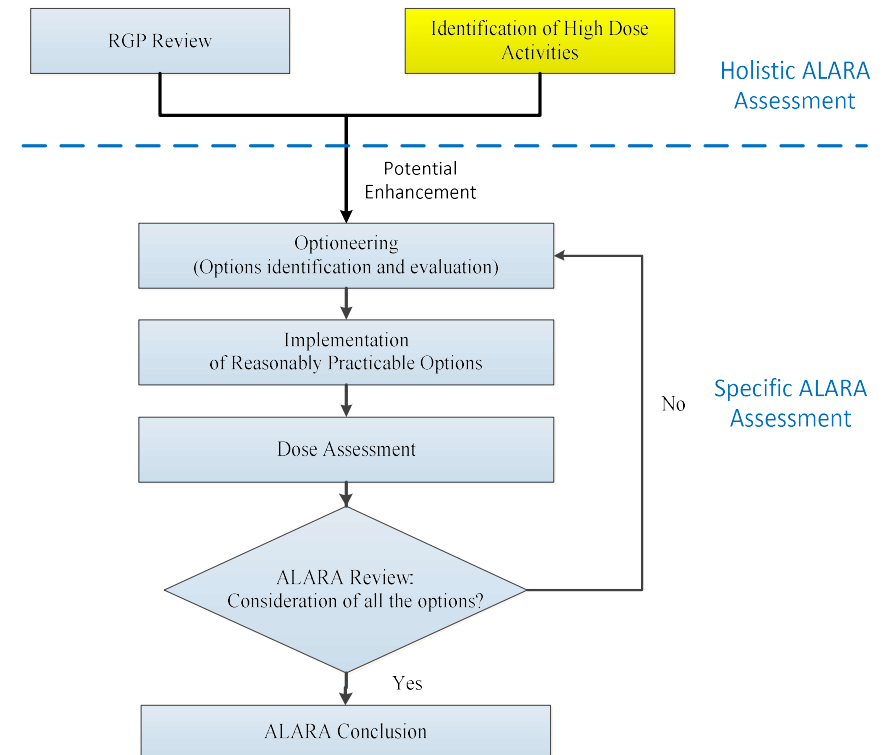 RGP Review
Identification of High Dose
Activities
Holistic ALARA
Assessment
Potential
Enhancement
Optioneering
(Options identification and evaluation)
Implementation
of Reasonably Practicable Options
Dose Assessment
No
Specific ALARA
Assessment
ALARA Review:
Consideration of all the options?
Yes
ALARA Conclusion